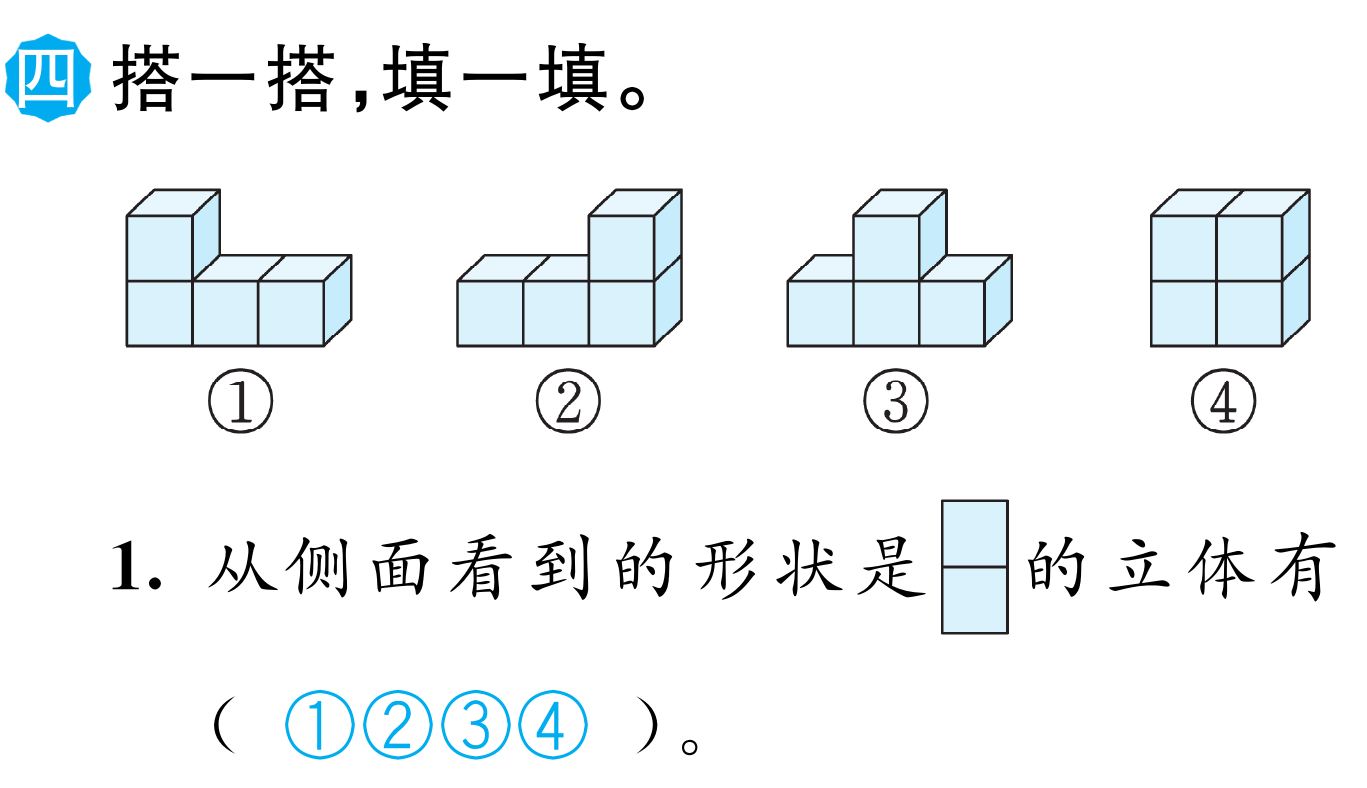 四 搭一搭,填一填。
① ② ③ ④
1. 从侧面看到的形状是的立体有
( ①②③④ )。